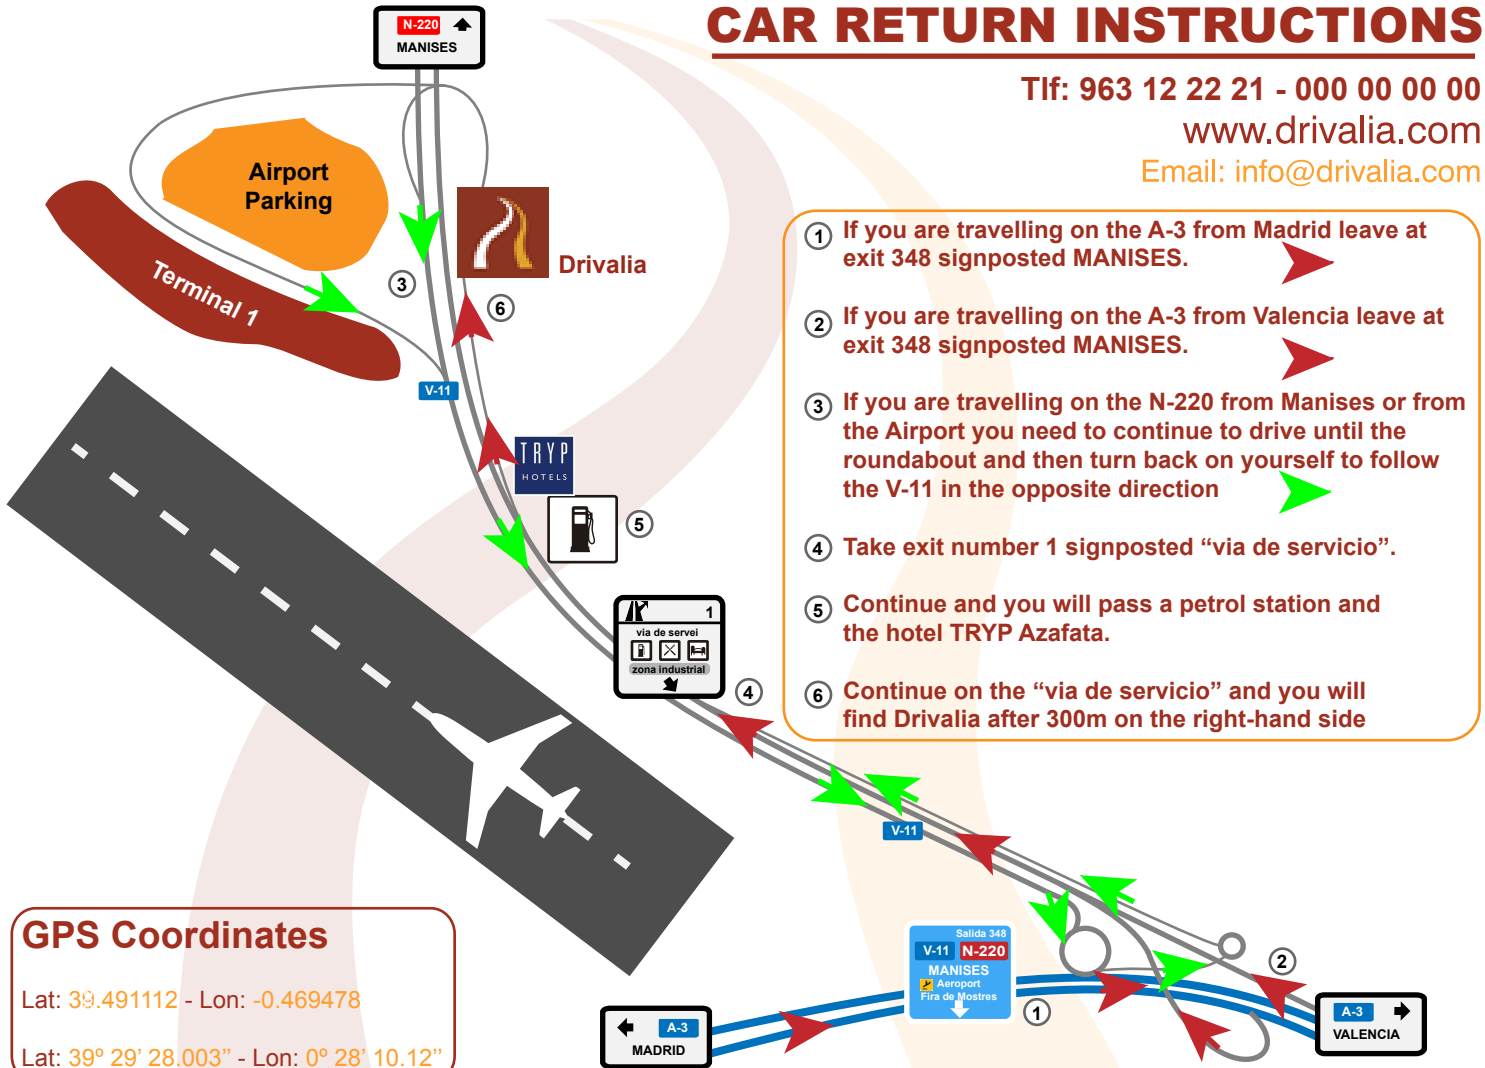 N-220
MANISES
CAR RETURN INSTRUCTIONS
Tlf: 963 12 22 21 - 000 00 00 00
www.drivalia.com
Email: info@drivalia.com
Airport
Parking
Terminal 1
Drivalia
3
6
V-11
TRYP
HOTELS
5
1
via de servei
zona industrial
4
1 If you are travelling on the A-3 from Madrid leave at
exit 348 signposted MANISES.
2 If you are travelling on the A-3 from Valencia leave at
exit 348 signposted MANISES.
3 If you are travelling on the N-220 from Manises or from
the Airport you need to continue to drive until the
roundabout and then turn back on yourself to follow
the V-11 in the opposite direction
4 Take exit number 1 signposted “via de servicio”.
5 Continue and you will pass a petrol station and
the hotel TRYP Azafata.
6 Continue on the “via de servicio” and you will
find Drivalia after 300m on the right-hand side
V-11
GPS Coordinates
Lat: 39.491112 - Lon: -0.469478
Lat: 39º 29’ 28.003” - Lon: 0º 28’ 10.12”
Salida 348
V-11 N-220
MANISES
Aeroport
Fira de Mostres
1
2
A-3
MADRID
A-3
VALENCIA